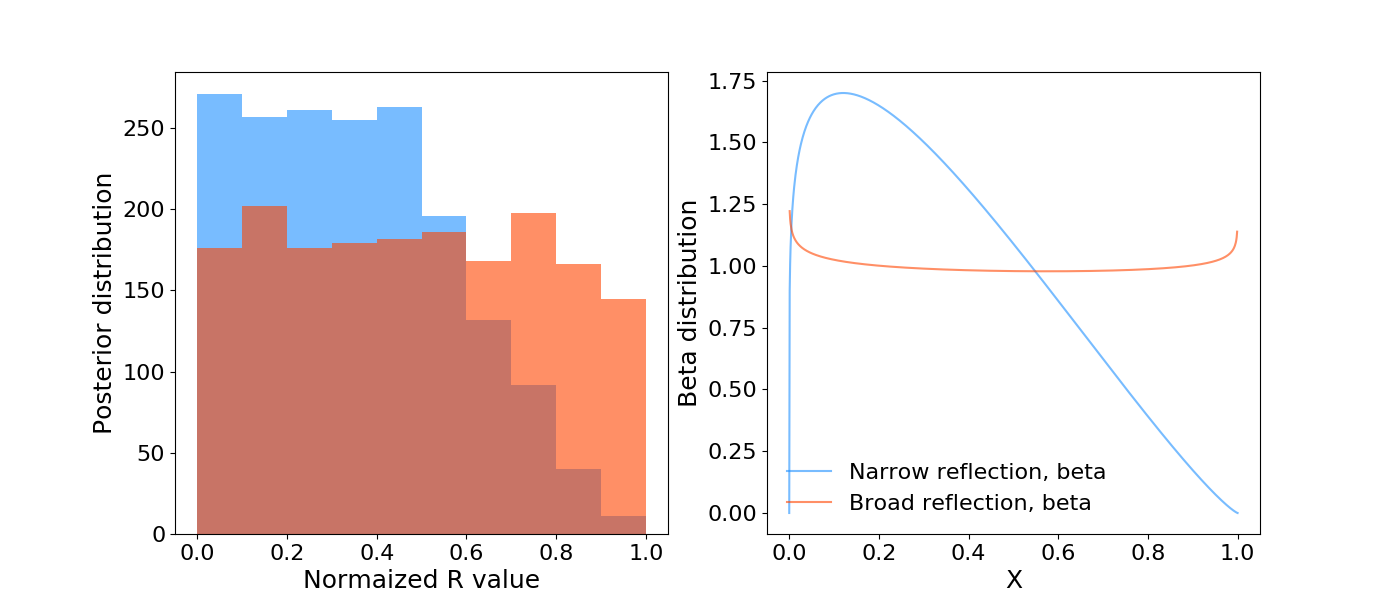 Posterior distribution
250
200
150
100
50
0
0.0 0.2 0.4 0.6 0.8 1.0
Normaized R value
Beta distribution
1.75
1.50
1.25
1.00
0.75
0.50
0.25
0.00
Narrow reflection, beta
Broad reflection, beta
0.0 0.2 0.4 0.6 0.8 1.0
X